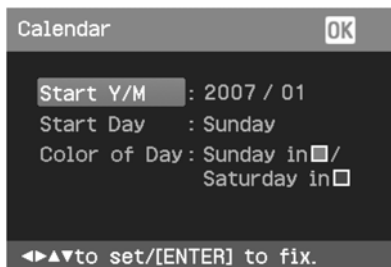 Calendar OK
Start Y/M : 2007 / 01
Start Day : Sunday
Color of Day : Sunday in■/
Saturday in□
◀▶▲▼to set/[ENTER] to fix.